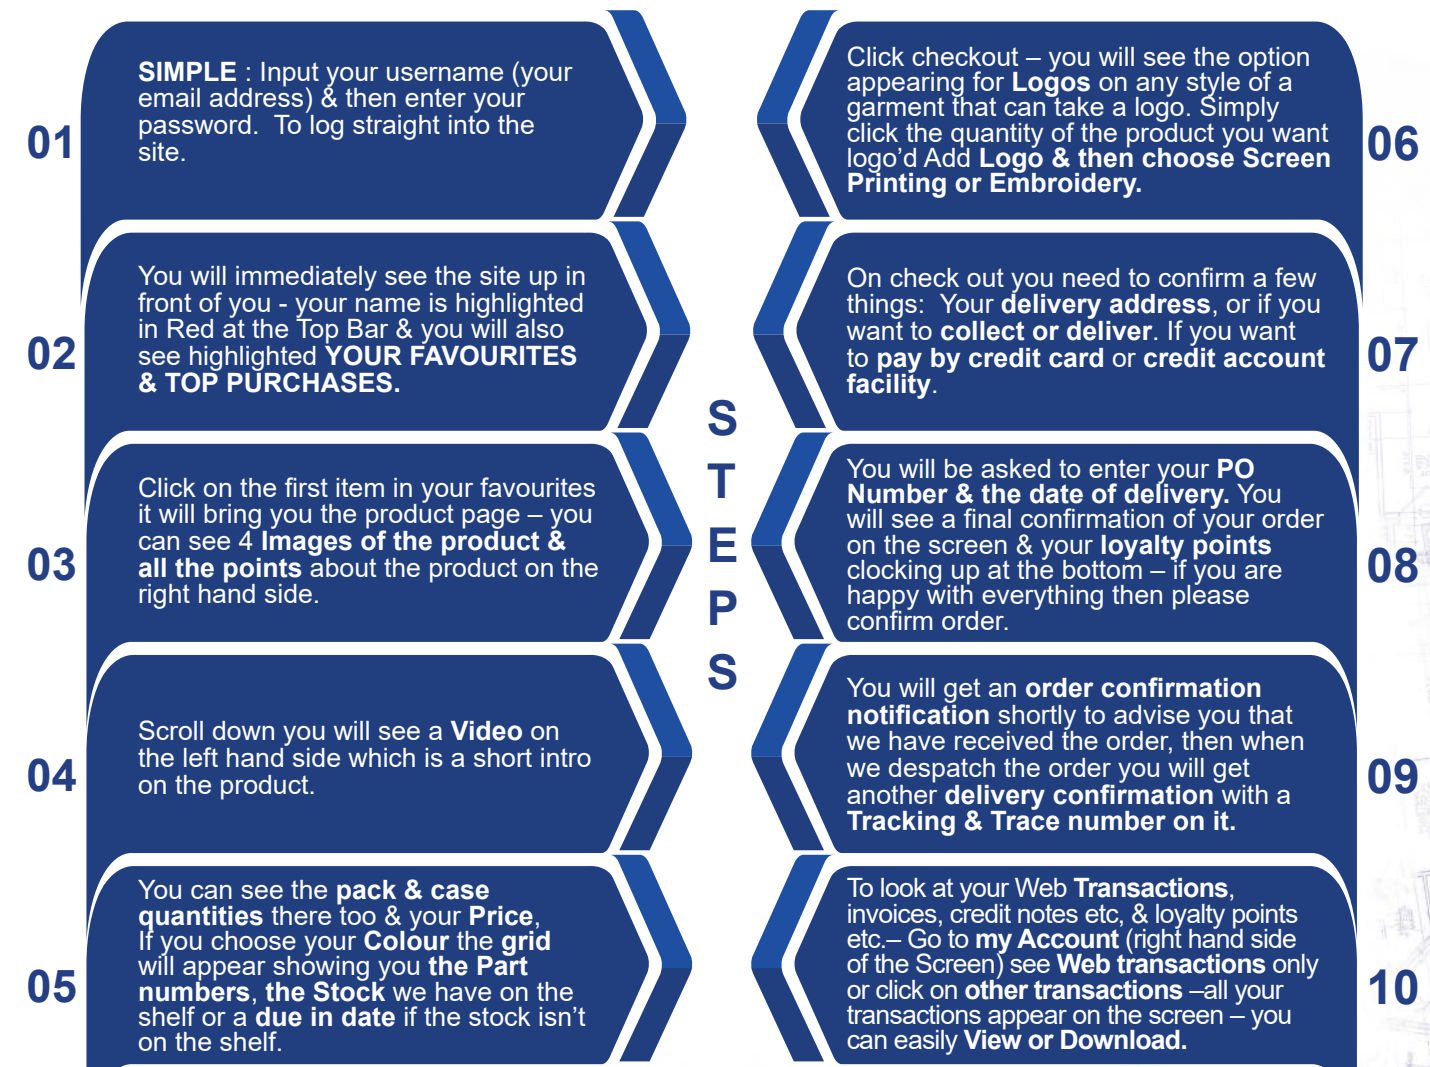 01
SIMPLE : Input your username (your
email address) & then enter your
password.  To log straight into the
site.
02
You will immediately see the site up in
front of you - your name is highlighted
in Red at the Top Bar & you will also
see highlighted YOUR FAVOURITES
& TOP PURCHASES.
03
Click on the first item in your favourites
it will bring you the product page – you
can see 4 Images of the product &
all the points about the product on the
right hand side.
04
Scroll down you will see a Video on
the left hand side which is a short intro
on the product.
05
You can see the pack & case
quantities there too & your Price,
If you choose your Colour the grid
will appear showing you the Part
numbers, the Stock we have on the
shelf or a due in date if the stock isn’t
on the shelf.
S
T
E
P
S
Click checkout – you will see the option
appearing for Logos on any style of a
garment that can take a logo. Simply
click the quantity of the product you want
logo’d Add Logo & then choose Screen
Printing or Embroidery.
06
On check out you need to confirm a few
things:  Your delivery address, or if you
want to collect or deliver. If you want
to pay by credit card or credit account
facility.
07
You will be asked to enter your PO
Number & the date of delivery. You
will see a final confirmation of your order
on the screen & your loyalty points
clocking up at the bottom – if you are
happy with everything then please
confirm order.
08
You will get an order confirmation
notification shortly to advise you that
we have received the order, then when
we despatch the order you will get
another delivery confirmation with a
Tracking & Trace number on it.
09
To look at your Web Transactions,
invoices, credit notes etc, & loyalty points
etc.– Go to my Account (right hand side
of the Screen) see Web transactions only
or click on other transactions –all your
transactions appear on the screen – you
can easily View or Download.
10